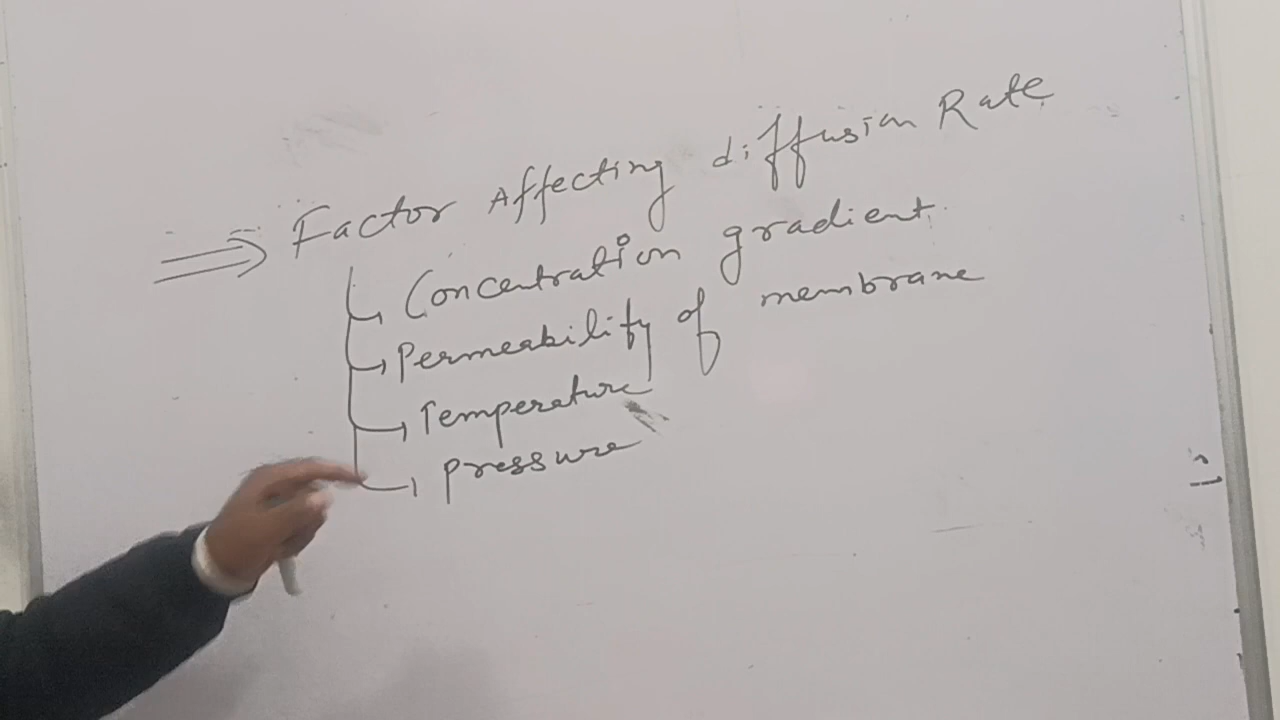 ⇒ Factor Affecting diffusion Rate
Concentration gradient
Permeability of membrane
Temperature
pressure